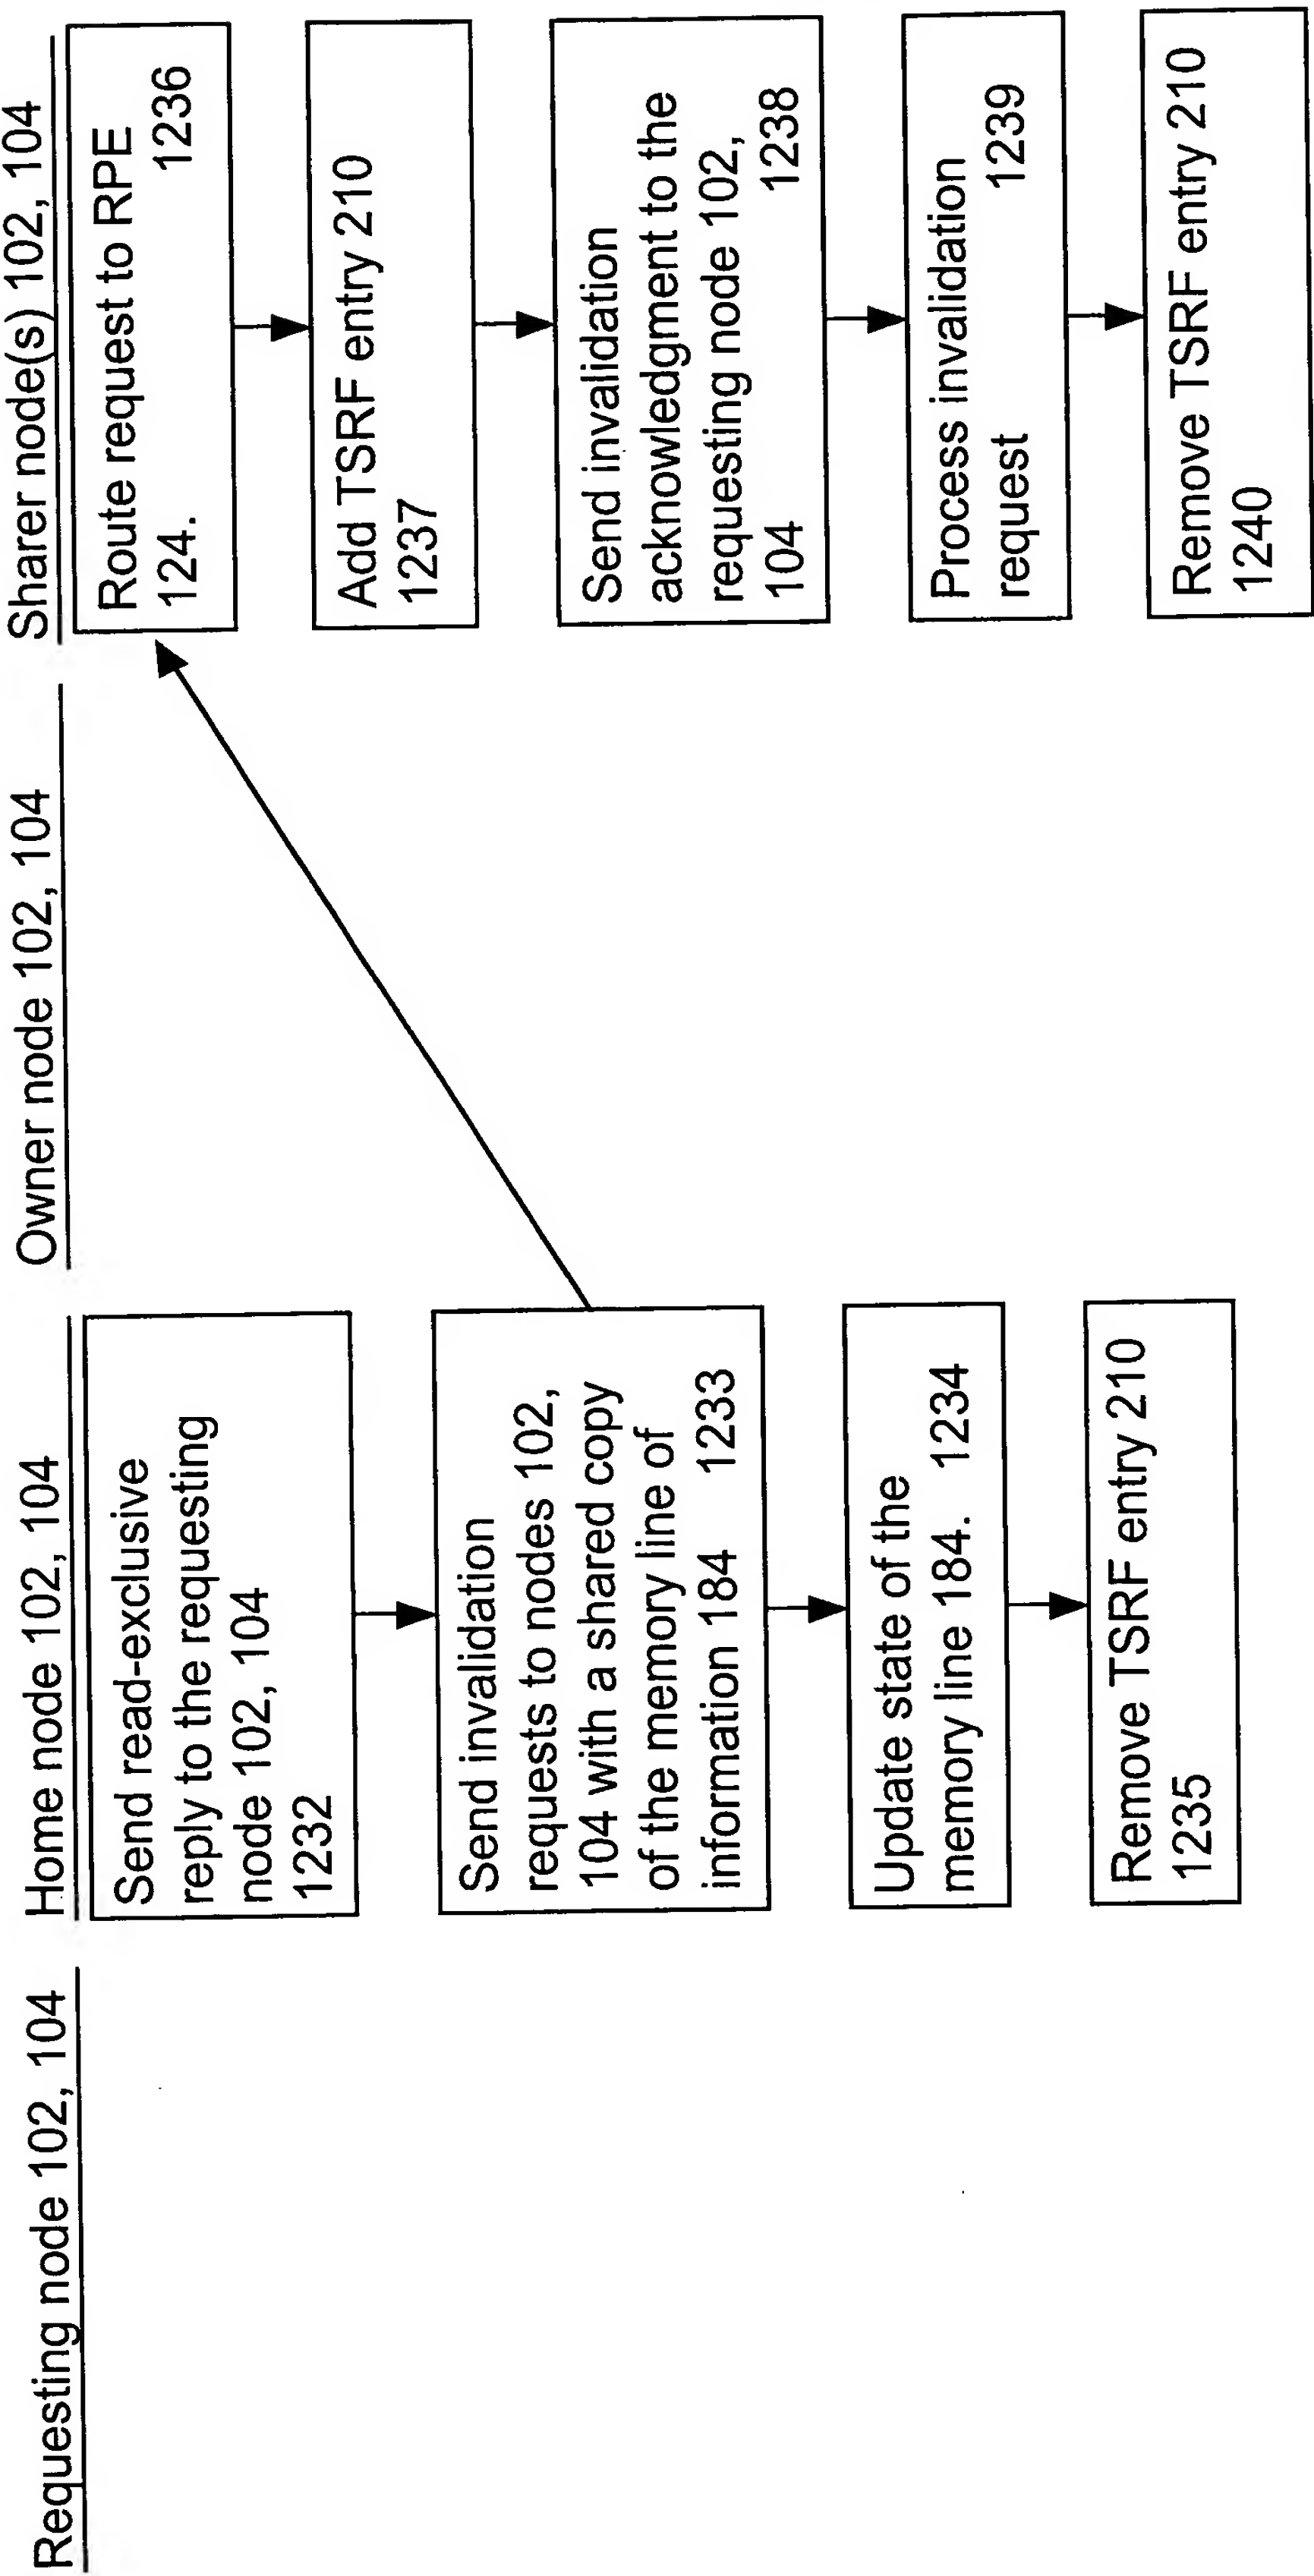 Requesting node 102, 104
Home node 102, 104
Send read-exclusive
reply to the requesting
node 102, 104
1232
Send invalidation
requests to nodes 102,
104 with a shared copy
of the memory line of
information 184 1233
Update state of the
memory line 184. 1234
Remove TSRF entry 210
1235
Owner node 102, 104
Sharer node(s) 102, 104
Route request to RPE
124. 1236
Add TSRF entry 210
1237
Send invalidation
acknowledgment to the
requesting node 102,
104 1238
Process invalidation
request 1239
Remove TSRF entry 210
1240